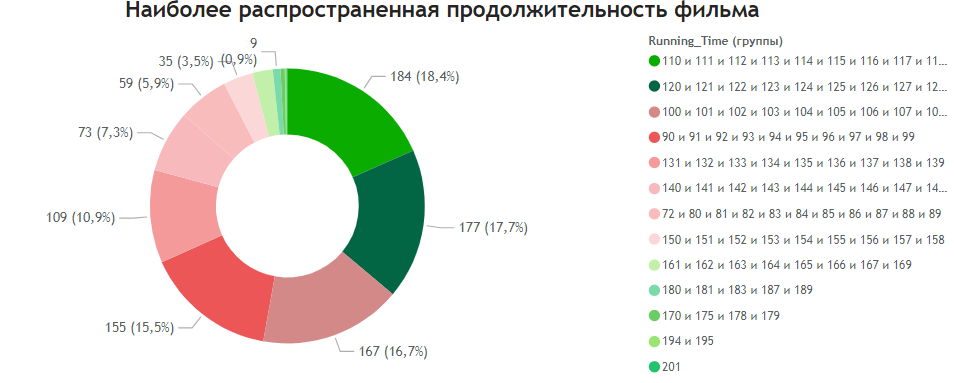 Наиболее распространенная продолжительность фильма
9
(0,9%)
35 (3,5%)
59 (5,9%)
73 (7,3%)
109 (10,9%)
155 (15,5%)
184 (18,4%)
177 (17,7%)
167 (16,7%)
Running_Time (группы)
110 и 111 и 112 и 113 и 114 и 115 и 116 и 117 и 11...
120 и 121 и 122 и 123 и 124 и 125 и 126 и 127 и 12...
100 и 101 и 102 и 103 и 104 и 105 и 106 и 107 и 10...
90 и 91 и 92 и 93 и 94 и 95 и 96 и 97 и 98 и 99
131 и 132 и 133 и 134 и 135 и 136 и 137 и 138 и 139
140 и 141 и 142 и 143 и 144 и 145 и 146 и 147 и 14...
72 и 80 и 81 и 82 и 83 и 84 и 85 и 86 и 87 и 88 и 89
150 и 151 и 152 и 153 и 154 и 155 и 156 и 157 и 158
161 и 162 и 163 и 164 и 165 и 166 и 167 и 169
180 и 181 и 183 и 187 и 189
170 и 175 и 178 и 179
194 и 195
201